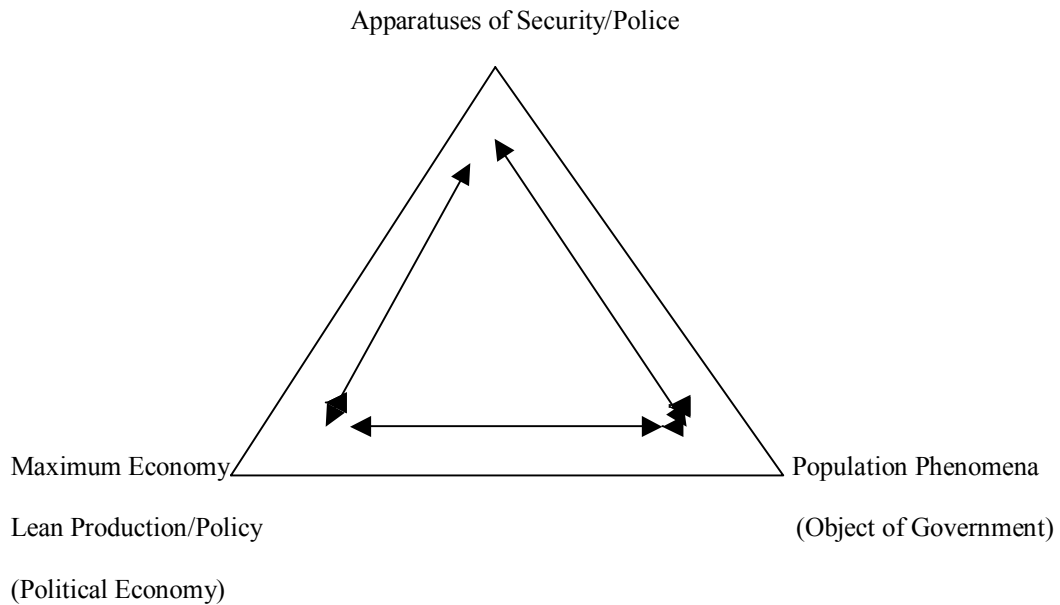 Apparatuses of Security/Police
Maximum Economy
Population Phenomena
Lean Production/Policy
(Object of Government)
(Political Economy)